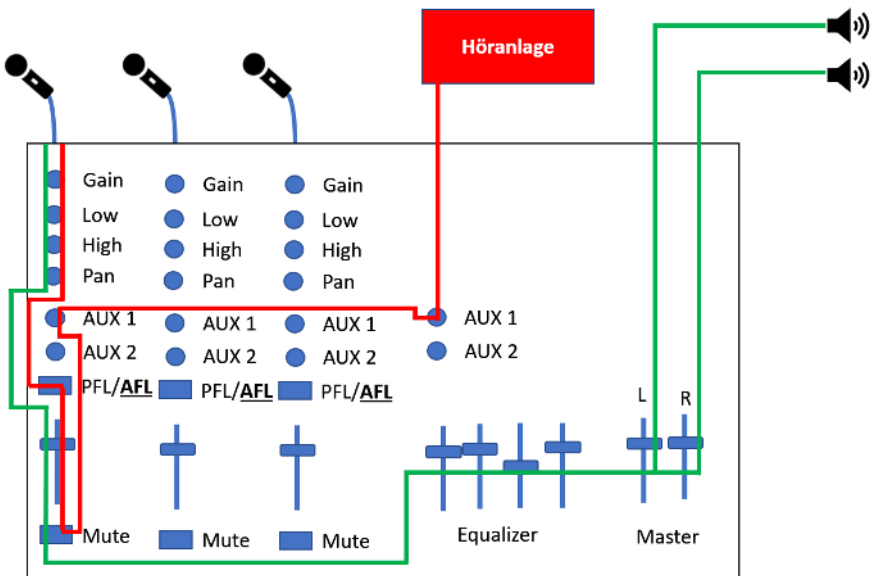 Höranlage
Gain
Gain
Gain
Low
Low
Low
High
High
High
Pan
Pan
Pan
AUX 1
AUX 1
AUX 1
AUX 1
AUX 2
AUX 2
AUX 2
AUX 2
PFL/AFL
PFL/AFL
PFL/AFL
L
R
Mute
Mute
Mute
Equalizer
Master